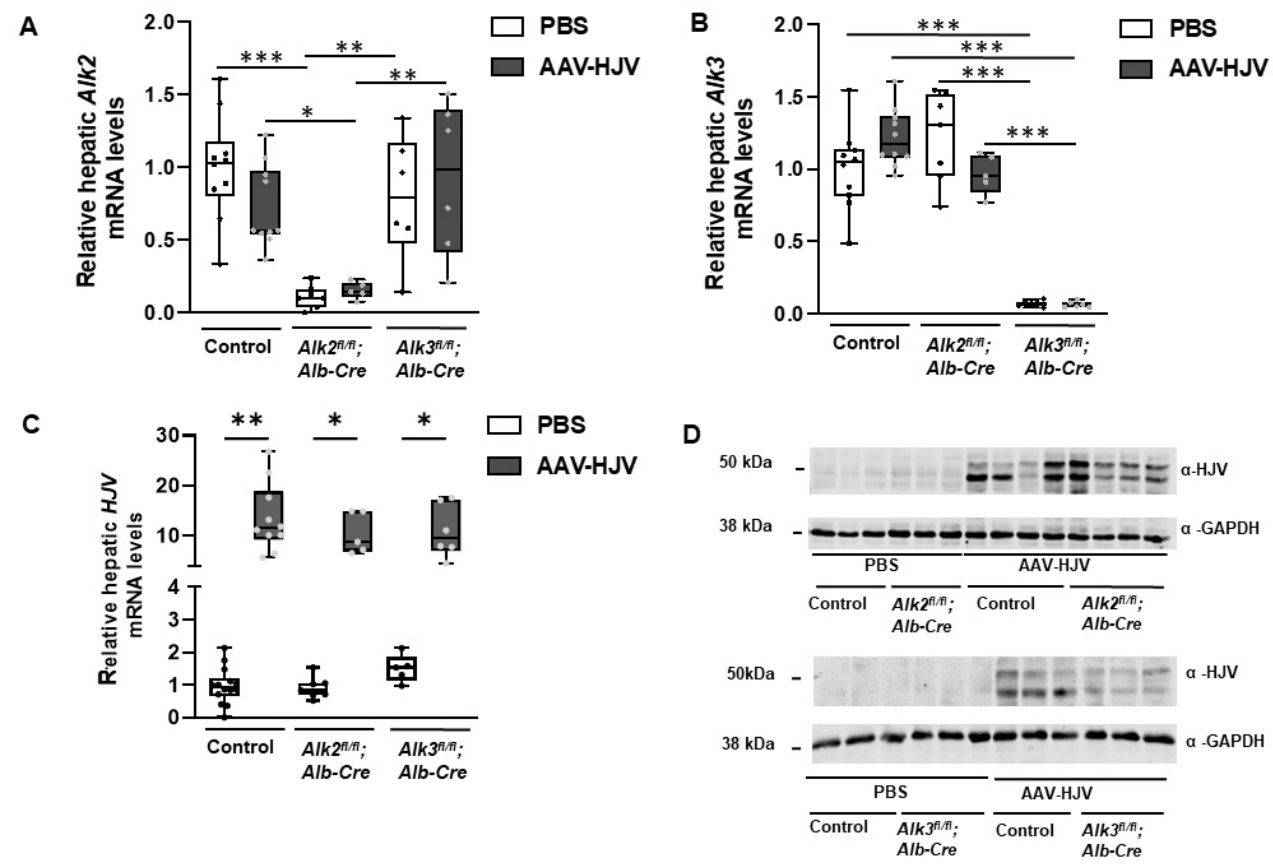 A
Relative hepatic Alk2
mRNA levels
2.0
1.5
1.0
0.5
0.0
***
**
**
*
PBS
AAV-HJV
Control
Alk2fl/fl;
Alb-Cre
Alk3fl/fl;
Alb-Cre
B
Relative hepatic Alk3
mRNA levels
2.0
1.5
1.0
0.5
0.0
***
***
***
***
PBS
AAV-HJV
Control
Alk2fl/fl;
Alb-Cre
Alk3fl/fl;
Alb-Cre
C
Relative hepatic HJV
mRNA levels
30
20
10
4
3
2
1
0
**
*
*
PBS
AAV-HJV
Control
Alk2fl/fl;
Alb-Cre
Alk3fl/fl;
Alb-Cre
D
50 kDa
α-HJV
38 kDa
α -GAPDH
PBS
AAV-HJV
Control
Alk2fl/fl;
Alb-Cre
Control
Alk2fl/fl;
Alb-Cre
50kDa
α -HJV
38 kDa
α -GAPDH
PBS
AAV-HJV
Control
Alk3fl/fl;
Alb-Cre
Control
Alk3fl/fl;
Alb-Cre